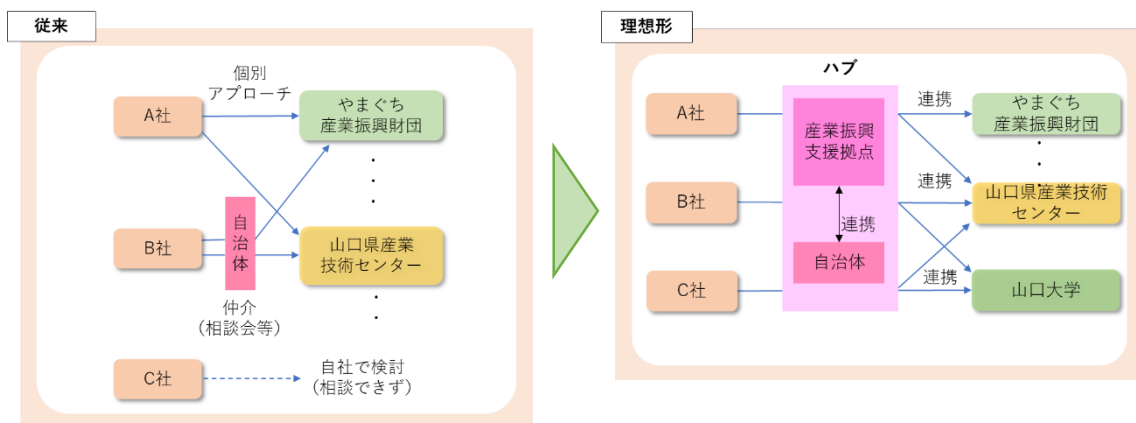 従来
個別
アプローチ
A社
やまぐち
産業振興財団
・
・
・
B社
自
治
体
山口県産業
技術センター
・
・
仲介
(相談会等)
C社
自社で検討
(相談できず)
理想形
ハブ
A社
産業振興
支援拠点
連携
やまぐち
産業振興財団
・
・
・
B社
連携
連携
山口県産業技術
センター
自治体
C社
連携
山口大学